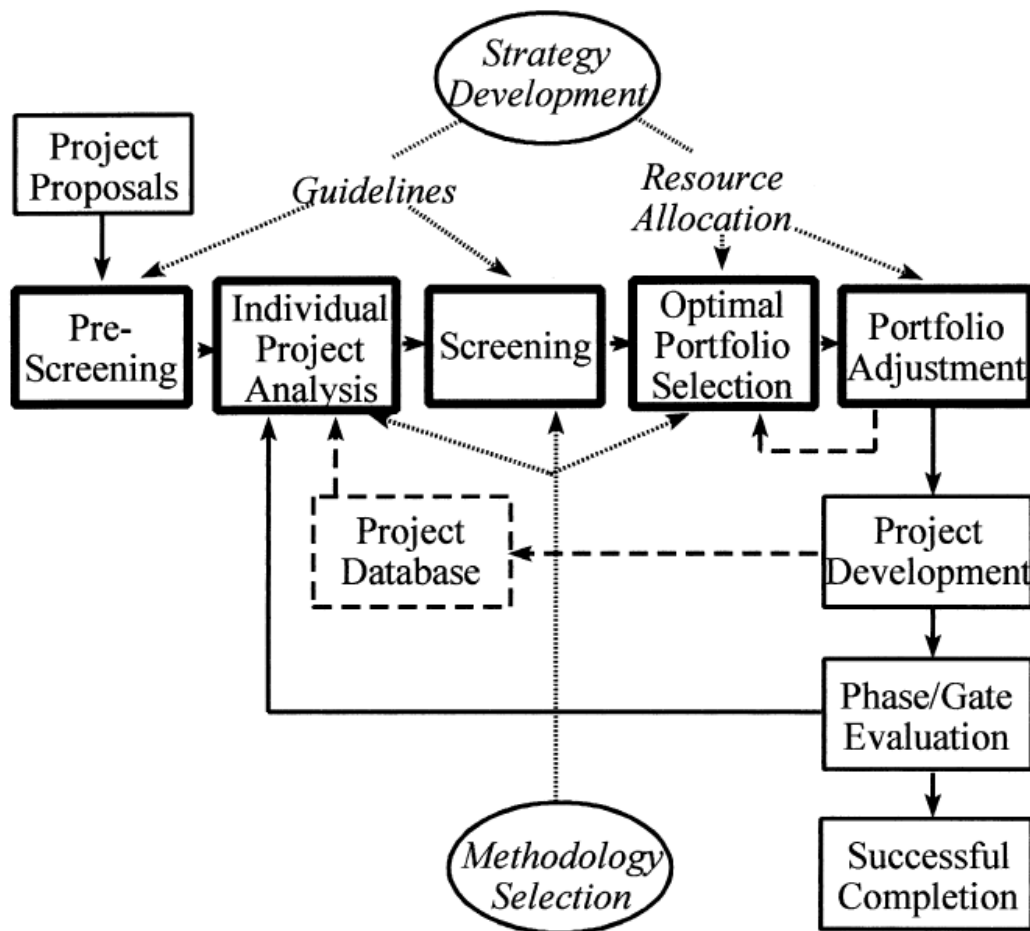 Strategy
Development
Project
Proposals
Guidelines
Resource
Allocation
Pre-
Screening
Individual
Project
Analysis
Screening
Optimal
Portfolio
Selection
Portfolio
Adjustment
Project
Database
Project
Development
Phase/Gate
Evaluation
Methodology
Selection
Successful
Completion